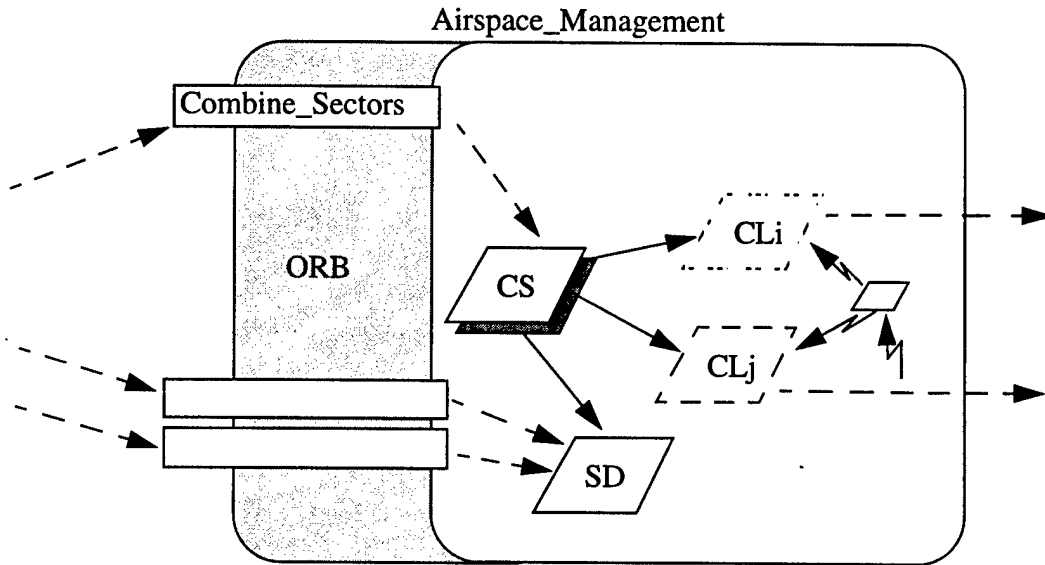 Airspace_Management
Combine_Sectors
CLi
ORB
CS
CLj
SD